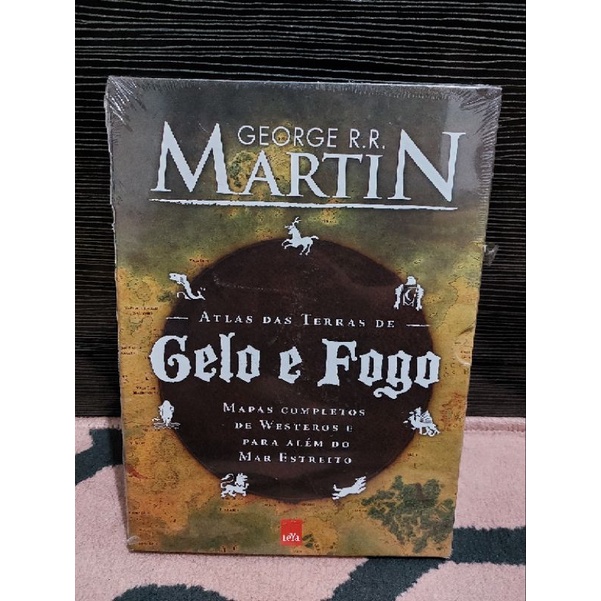 GEORGE R.R.
MARTIN
ATLAS DAS TERRAS DE
Gelo e Fogo
MAPAS COMPLETOS
DE WESTEROS E
PARA ALÉM DO
MAR ESTREITO
LeYa